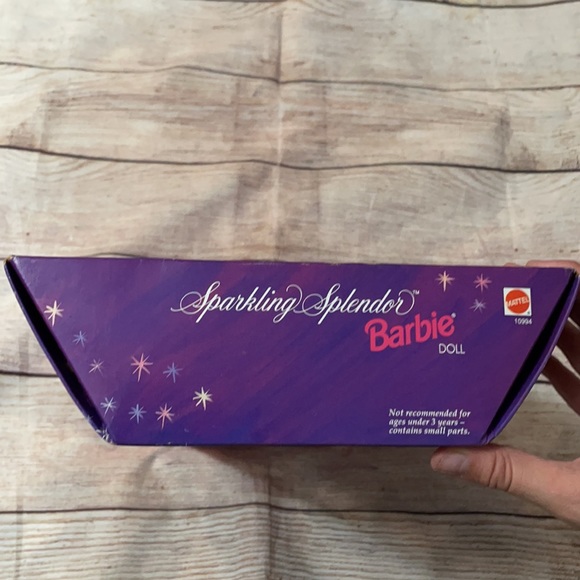 Sparkling Splendor™
Barbie®
DOLL
MATTEL
10994
Not recommended for
ages under 3 years –
contains small parts.